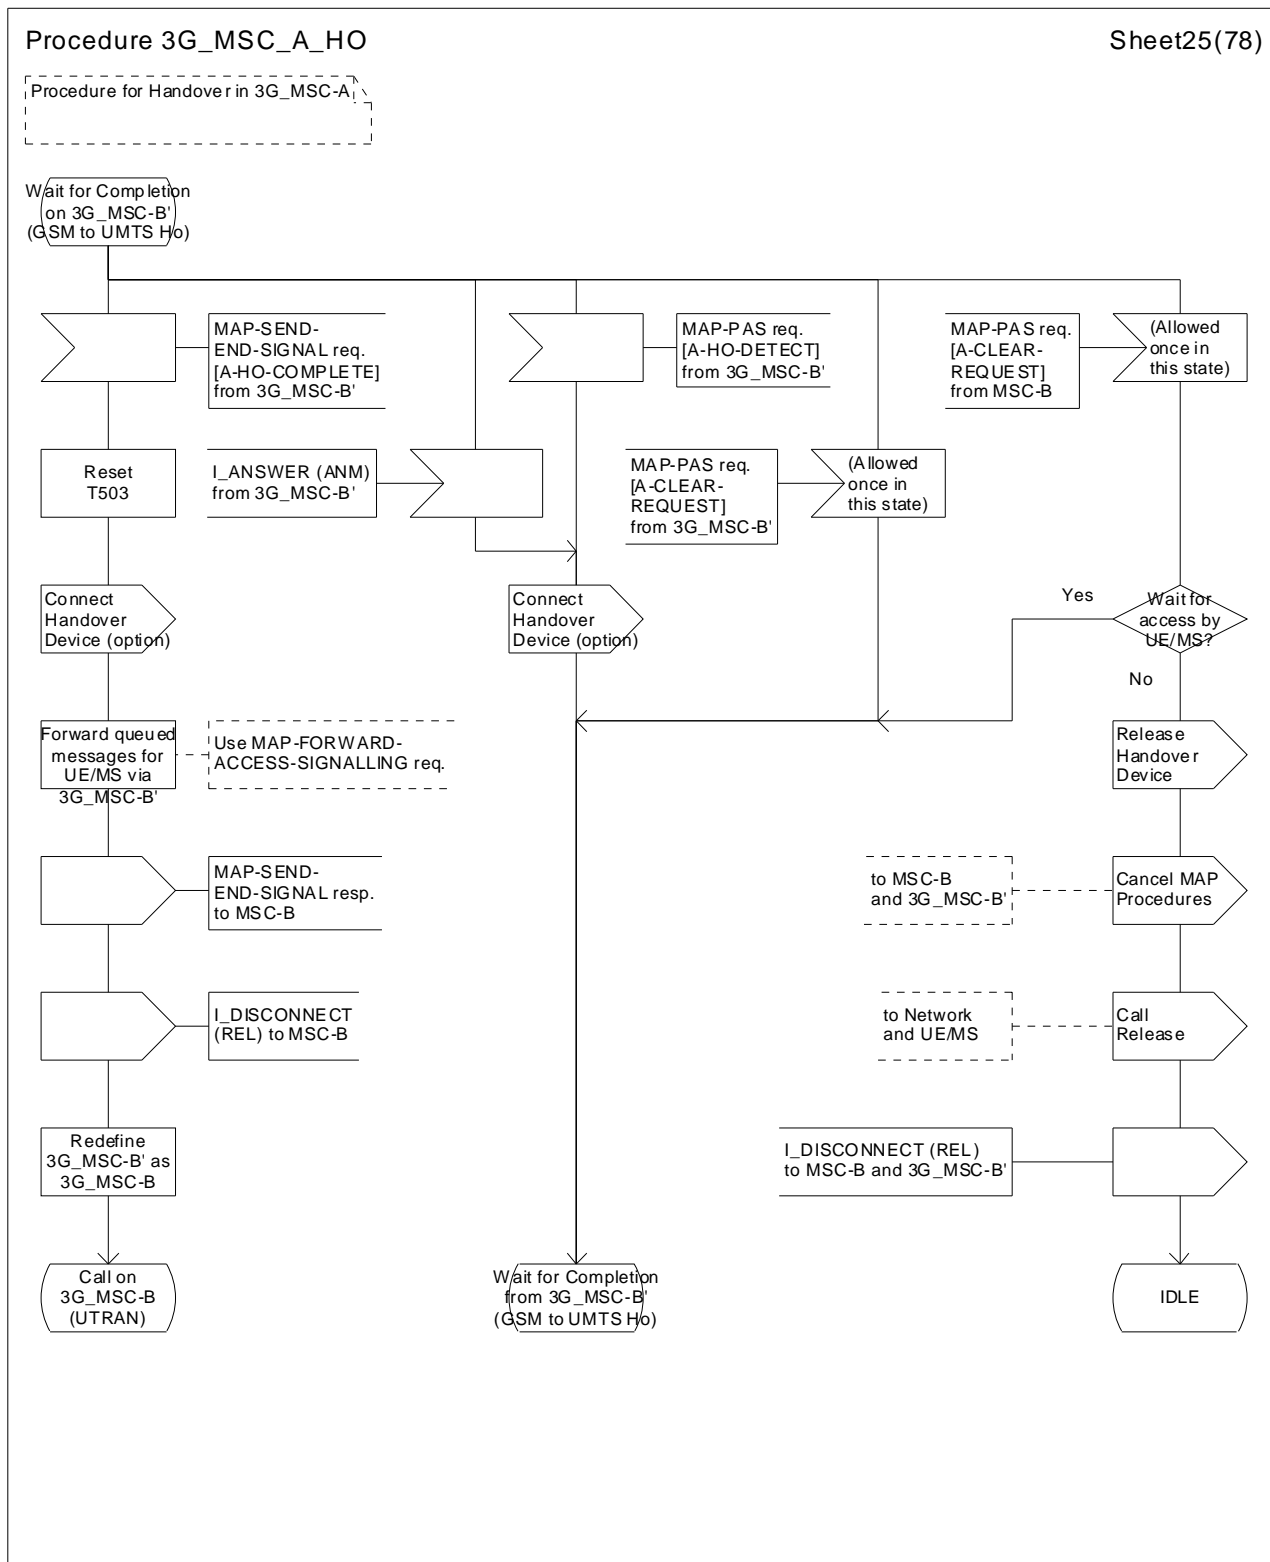 Procedure 3G_MSC_A_HO
Sheet25(78)
Procedure for Handover in 3G_MSC-A
Wait for Completion
on 3G_MSC-B'
(GSM to UMTS Ho)
MAP-SEND-
END-SIGNAL req.
[A-HO-COMPLETE]
from 3G_MSC-B'
MAP-PAS req.
[A-HO-DETECT]
from 3G_MSC-B'
MAP-PAS req.
[A-CLEAR-
REQUEST]
from MSC-B
(Allowed
once in
this state)
Reset
T503
I_ANSWER (ANM)
from 3G_MSC-B'
MAP-PAS req.
[A-CLEAR-
REQUEST]
from 3G_MSC-B'
(Allowed
once in
this state)
Connect
Handover
Device (option)
Connect
Handover
Device (option)
Yes
Wait for
access by
UE/MS?
No
Forward queued
messages for
UE/MS via
3G_MSC-B'
Use MAP-FORWARD-
ACCESS-SIGNALLING req.
Release
Handover
Device
MAP-SEND-
END-SIGNAL resp.
to MSC-B
to MSC-B
and 3G_MSC-B'
Cancel MAP
Procedures
I_DISCONNECT
(REL) to MSC-B
to Network
and UE/MS
Call
Release
Redefine
3G_MSC-B' as
3G_MSC-B
I_DISCONNECT (REL)
to MSC-B and 3G_MSC-B'
Call on
3G_MSC-B
(UTRAN)
Wait for Completion
from 3G_MSC-B'
(GSM to UMTS Ho)
IDLE